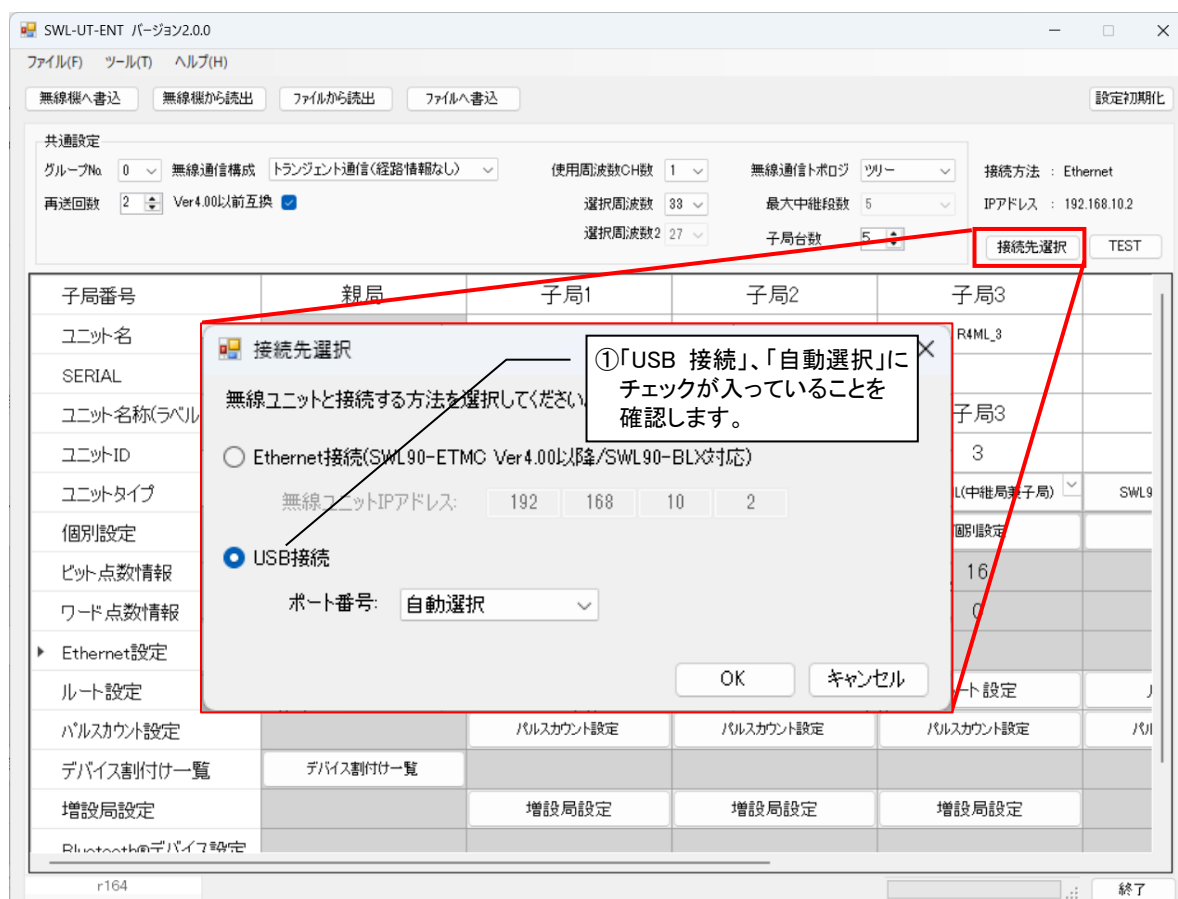 SWL-UT-ENT バージョン2.0.0
ファイル(F) ツール(T) ヘルプ(H)
無線機へ書込 無線機から読出 ファイルから読出 ファイルへ書込 設定初期化
共通設定
グループNo. 0 無線通信構成 トランジェント通信(経路情報なし) 使用周波数CH数 1 無線通信トポロジ ツリー 接続方法 : Ethernet
再送回数 2 Ver4.00以前互換 選択周波数 33 最大中継段数 5 IPアドレス : 192.168.10.2
選択周波数2 27 子局台数 5 接続先選択 TEST
子局番号 親局 子局1 子局2 子局3
ユニット名 R4ML_3
SERIAL
ユニット名称(ラベル 子局3
ユニットID 3
ユニットタイプ L(中継局兼子局) SWL9
個別設定 個別設定
ビット点数情報 16
ワード点数情報 0
Ethernet設定
ルート設定 ート設定
パルスカウント設定 パルスカウント設定 パルスカウント設定 パルスカウント設定 パル
デバイス割付け一覧 デバイス割付け一覧
増設局設定 増設局設定 増設局設定 増設局設定
Bluetooth®デバイス設定
r164 終了
接続先選択
無線ユニットと接続する方法を選択してください
Ethernet接続(SWL90-ETMC Ver4.00以降/SWL90-BLX対応)
無線ユニットIPアドレス: 192 168 10 2
USB接続
ポート番号: 自動選択
OK キャンセル
①「USB 接続」、「自動選択」に
チェックが入っていることを
確認します。